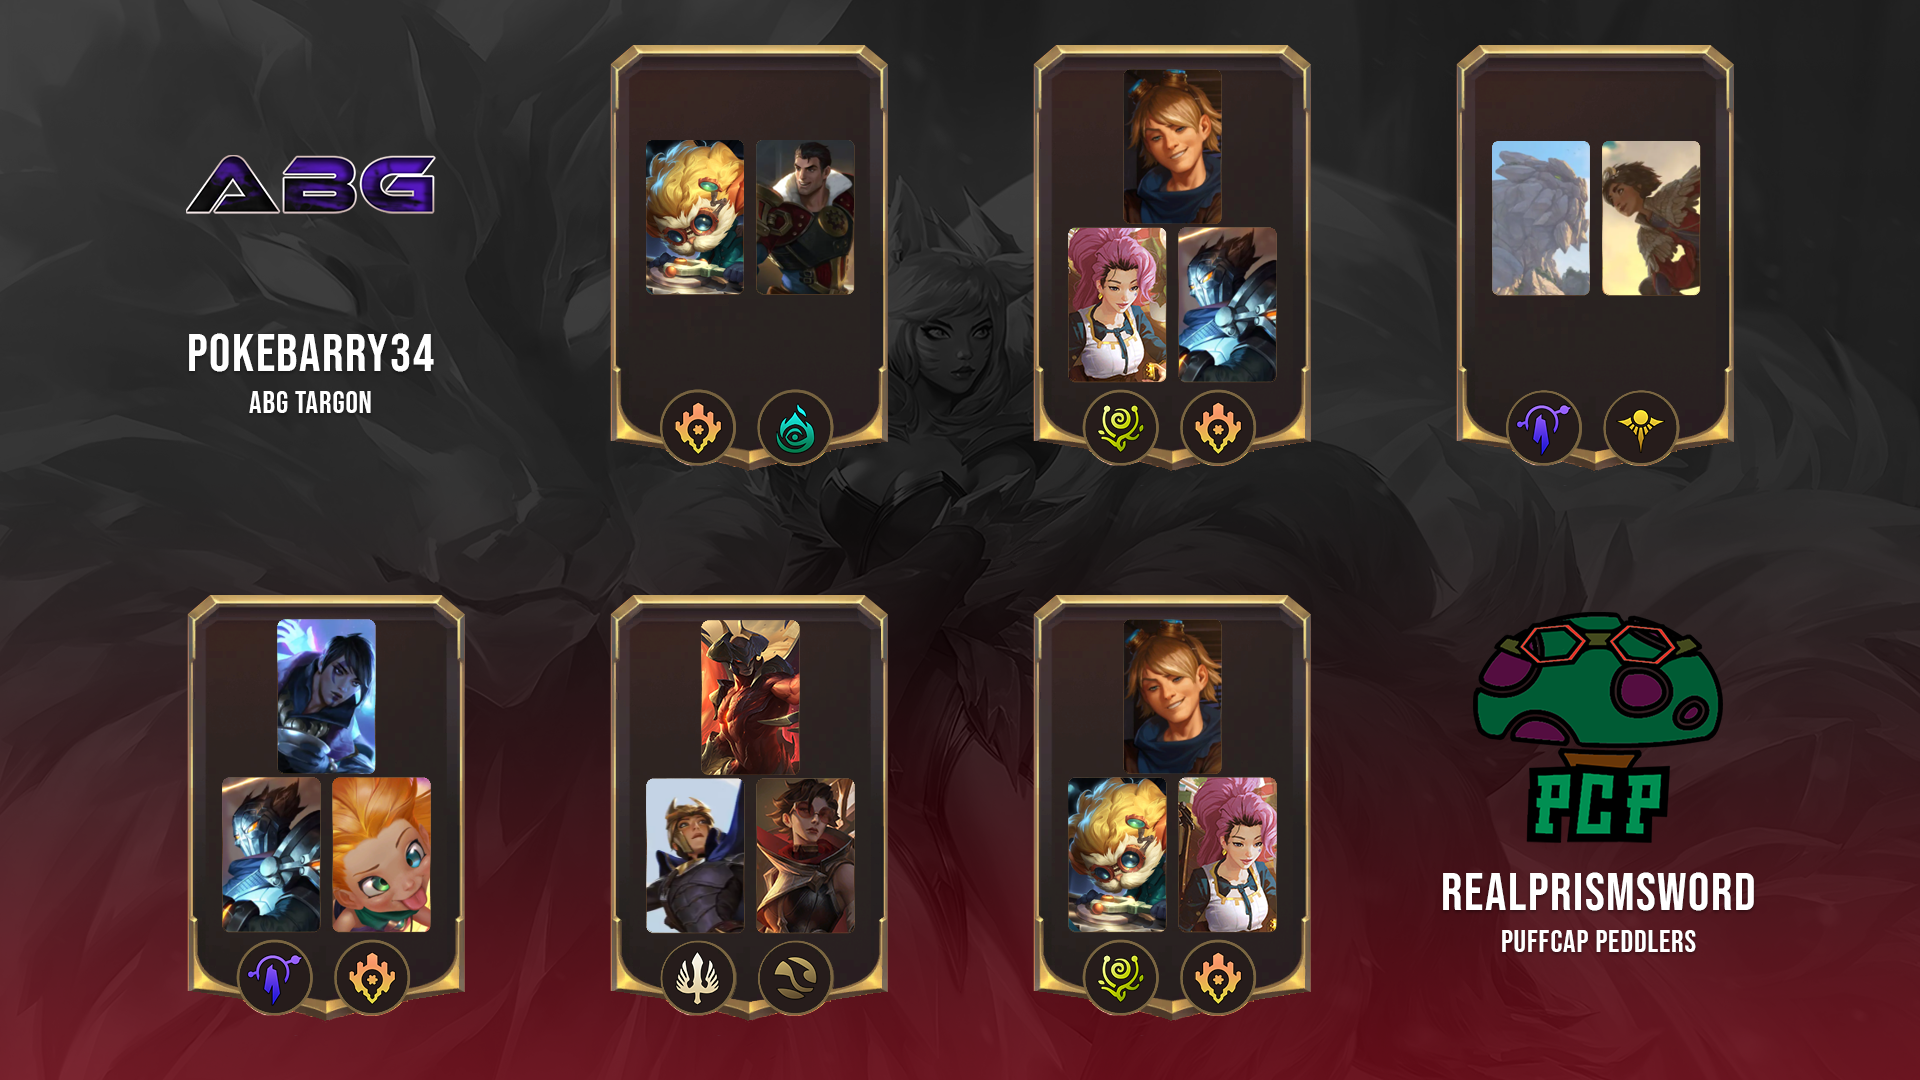 ABG
POKEBARRY34
ABG TARGON
PCP
REALPRISMSWORD
PUFFCAP PEDDLERS